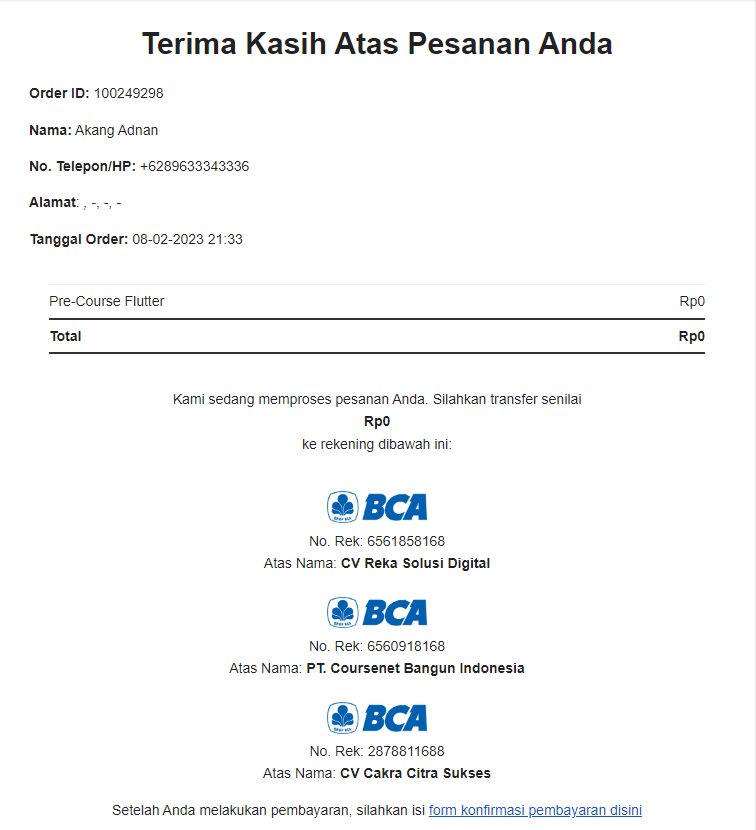 Terima Kasih Atas Pesanan Anda
Order ID: 100249298
Nama: Akang Adnan
No. Telepon/HP: +6289633343336
Alamat: , -, -, -
Tanggal Order: 08-02-2023 21:33
Pre-Course Flutter Rp0
Total Rp0
Kami sedang memproses pesanan Anda. Silahkan transfer senilai
Rp0
ke rekening dibawah ini:
BCA
No. Rek: 6561858168
Atas Nama: CV Reka Solusi Digital
BCA
No. Rek: 6560918168
Atas Nama: PT. Coursenet Bangun Indonesia
BCA
No. Rek: 2878811688
Atas Nama: CV Cakra Citra Sukses
Setelah Anda melakukan pembayaran, silahkan isi form konfirmasi pembayaran disini